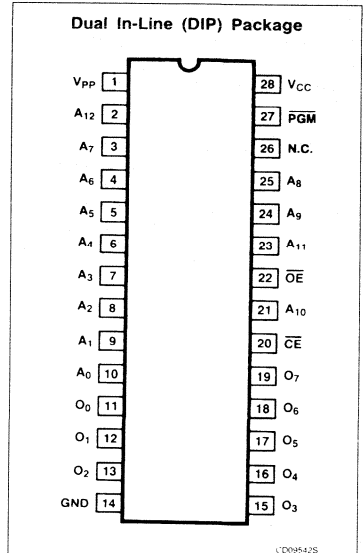 Dual In-Line (DIP) Package
VPP 1 28 VCC
A12 2 27 PGM
A7 3 26 N.C.
A6 4 25 A8
A5 5 24 A9
A4 6 23 A11
A3 7 22 OE
A2 8 21 A10
A1 9 20 CE
A0 10 19 O7
O0 11 18 O6
O1 12 17 O5
O2 13 16 O4
GND 14 15 O3
CD09542S